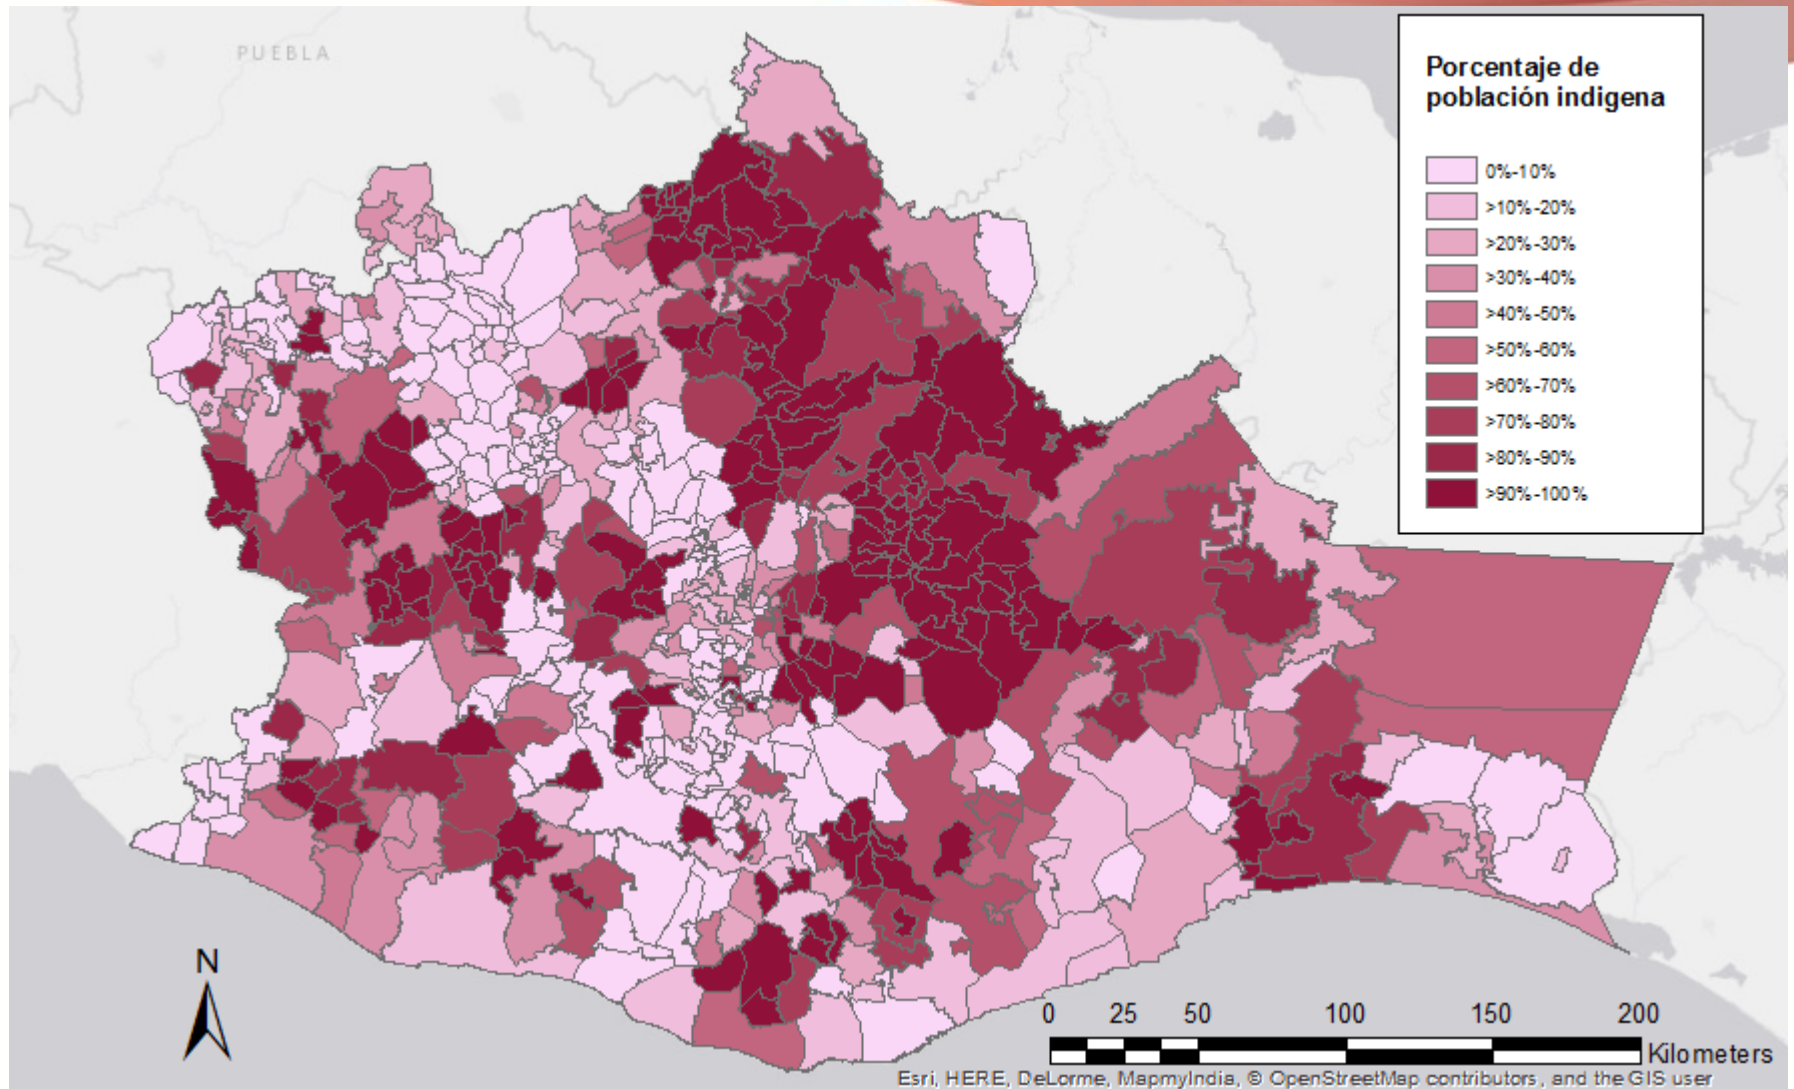 PUEBLA
Porcentaje de
población indigena
0%-10%
>10%-20%
>20%-30%
>30%-40%
>40%-50%
>50%-60%
>60%-70%
>70%-80%
>80%-90%
>90%-100%
N
0 25 50 100 150 200
Kilometers
Esri, HERE, DeLorme, MapmyIndia, © OpenStreetMap contributors, and the GIS user